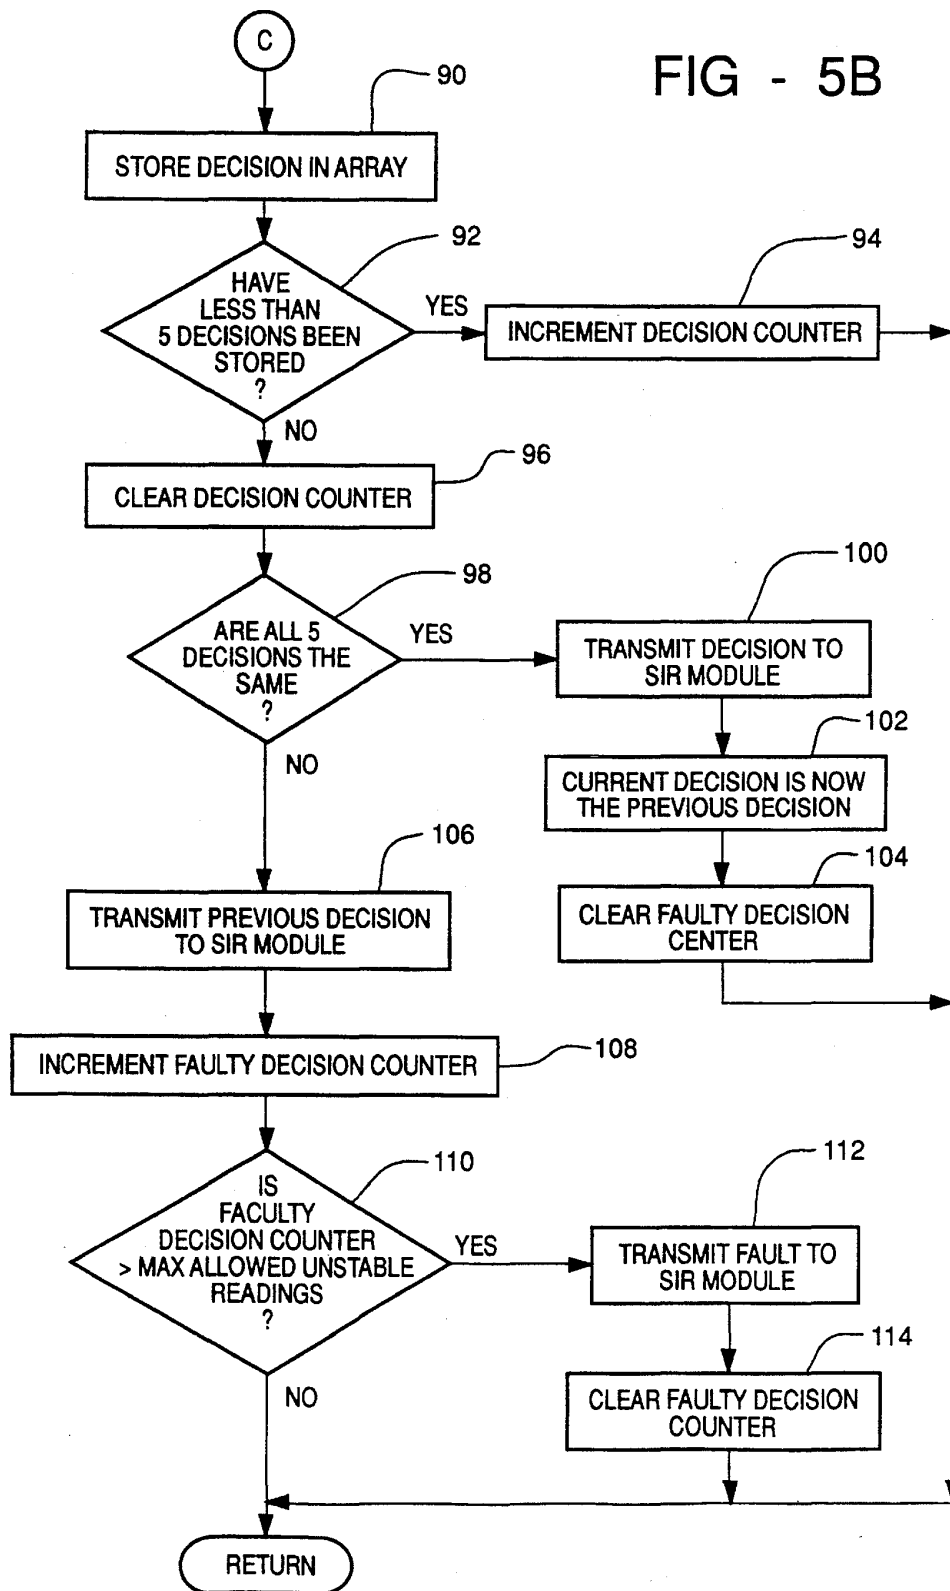 C
FIG - 5B
90
STORE DECISION IN ARRAY
92
HAVE
LESS THAN
5 DECISIONS BEEN
STORED
?
YES
94
INCREMENT DECISION COUNTER
NO
96
CLEAR DECISION COUNTER
98
ARE ALL 5
DECISIONS THE
SAME
?
YES
100
TRANSMIT DECISION TO
SIR MODULE
102
CURRENT DECISION IS NOW
THE PREVIOUS DECISION
104
CLEAR FAULTY DECISION
CENTER
NO
106
TRANSMIT PREVIOUS DECISION
TO SIR MODULE
108
INCREMENT FAULTY DECISION COUNTER
110
IS
FACULTY
DECISION COUNTER
> MAX ALLOWED UNSTABLE
READINGS
?
YES
112
TRANSMIT FAULT TO
SIR MODULE
114
CLEAR FAULTY DECISION
COUNTER
NO
RETURN